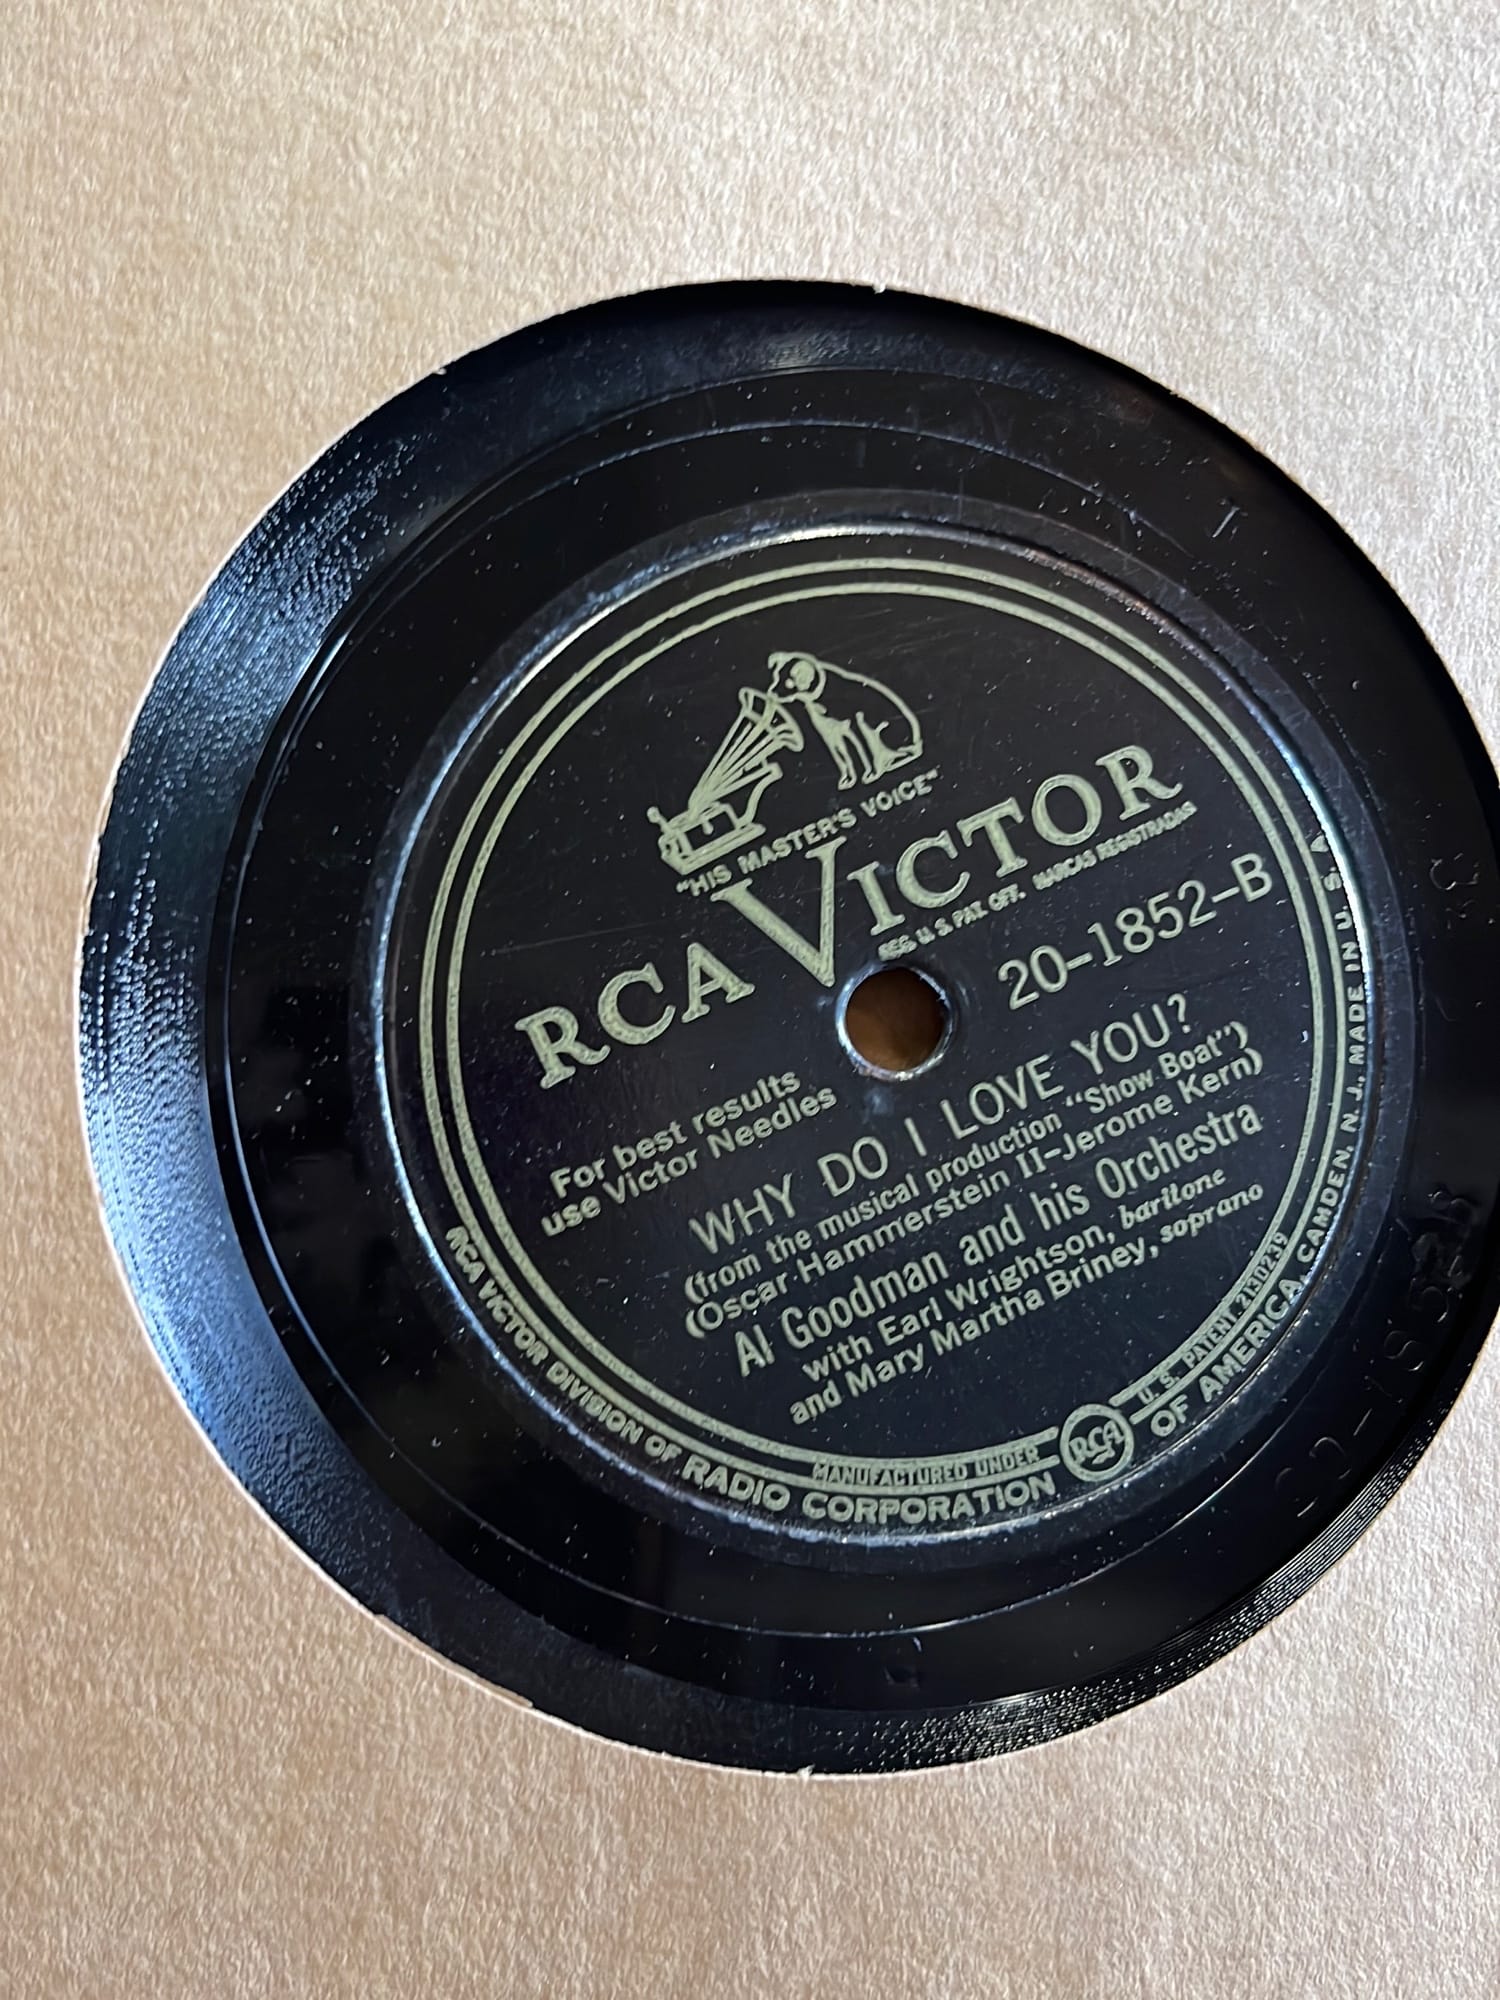 "HIS MASTER'S VOICE"
RCA VICTOR
REG. U. S. PAT. OFF. MARCAS REGISTRADAS
20-1852-B
For best results
use Victor Needles
WHY DO I LOVE YOU?
(from the musical production "Show Boat")
(Oscar Hammerstein II-Jerome Kern)
Al Goodman and his Orchestra
with Earl Wrightson, baritone
and Mary Martha Briney, soprano
MANUFACTURED UNDER RCA U. S. PATENT 2130239
RCA VICTOR DIVISION OF RADIO CORPORATION OF AMERICA, CAMDEN, N. J., MADE IN U. S. A.